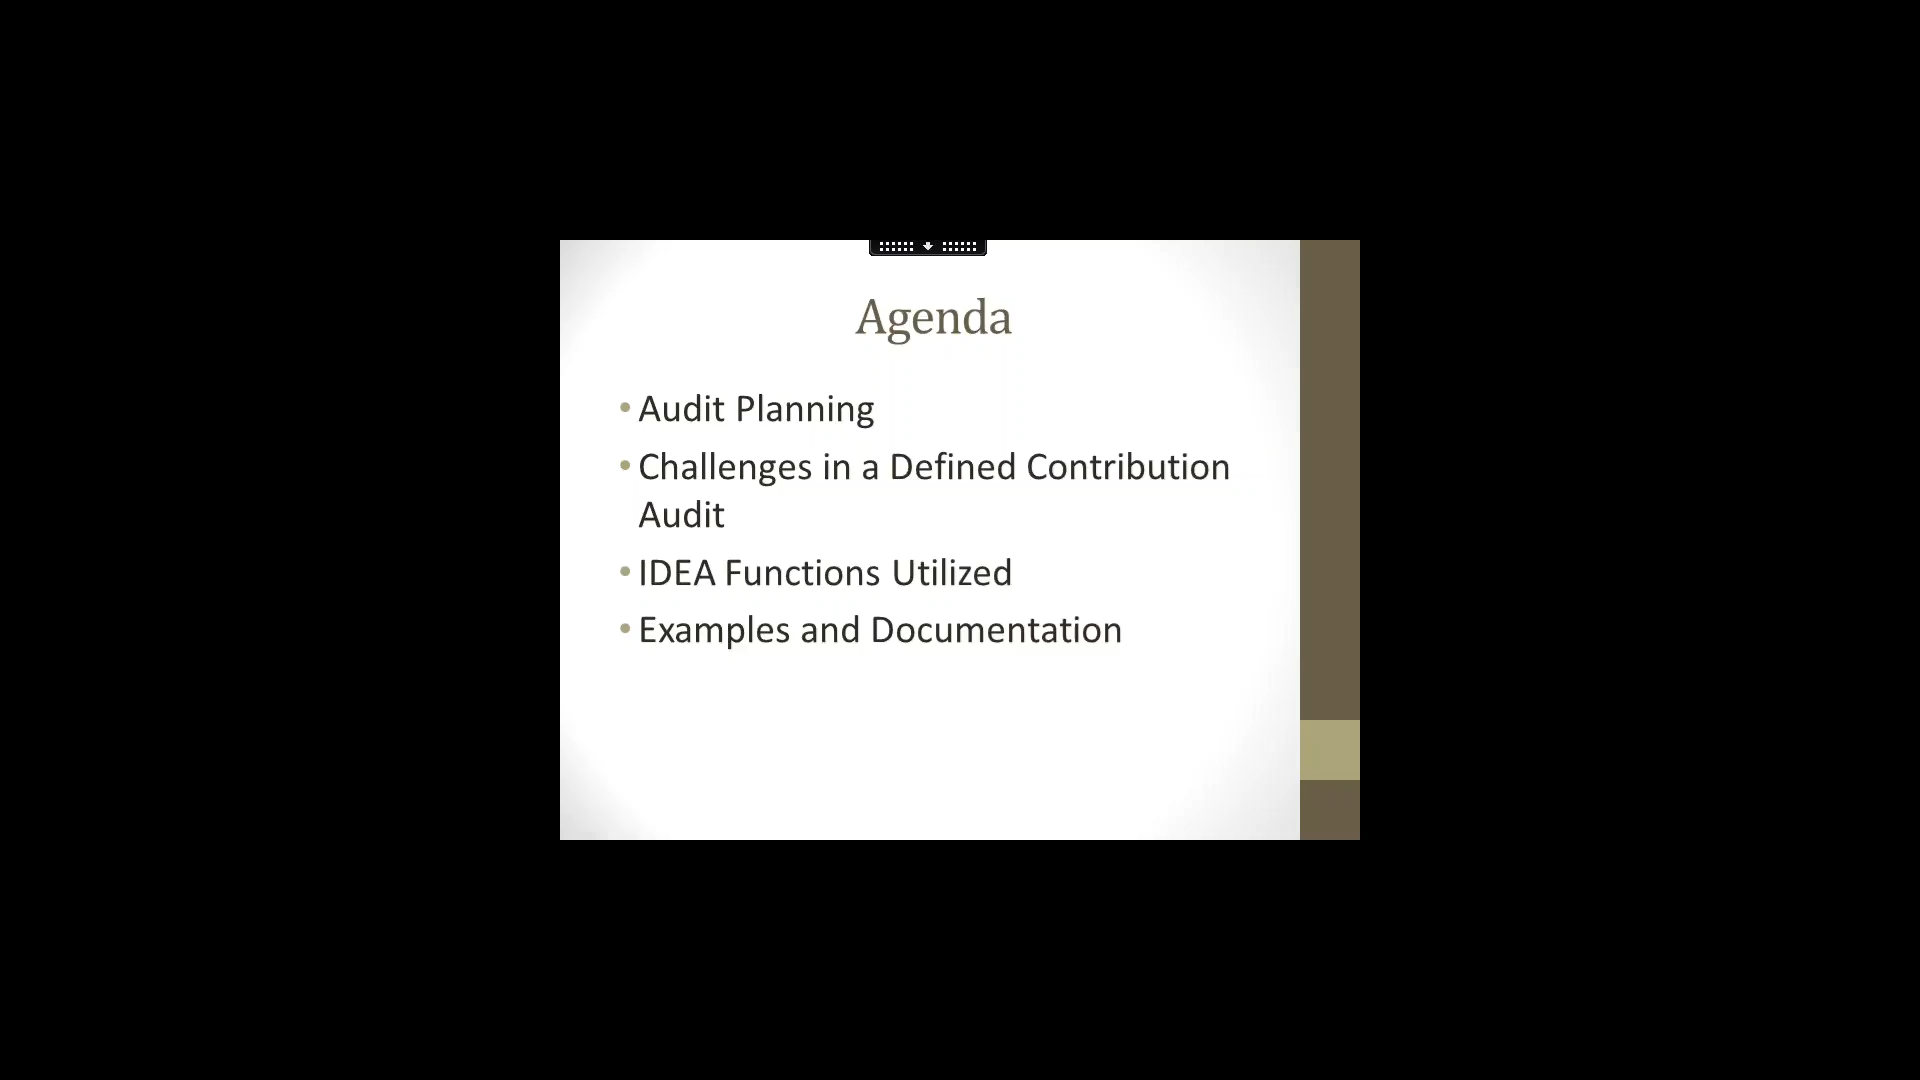 Agenda
• Audit Planning
• Challenges in a Defined Contribution
Audit
• IDEA Functions Utilized
• Examples and Documentation